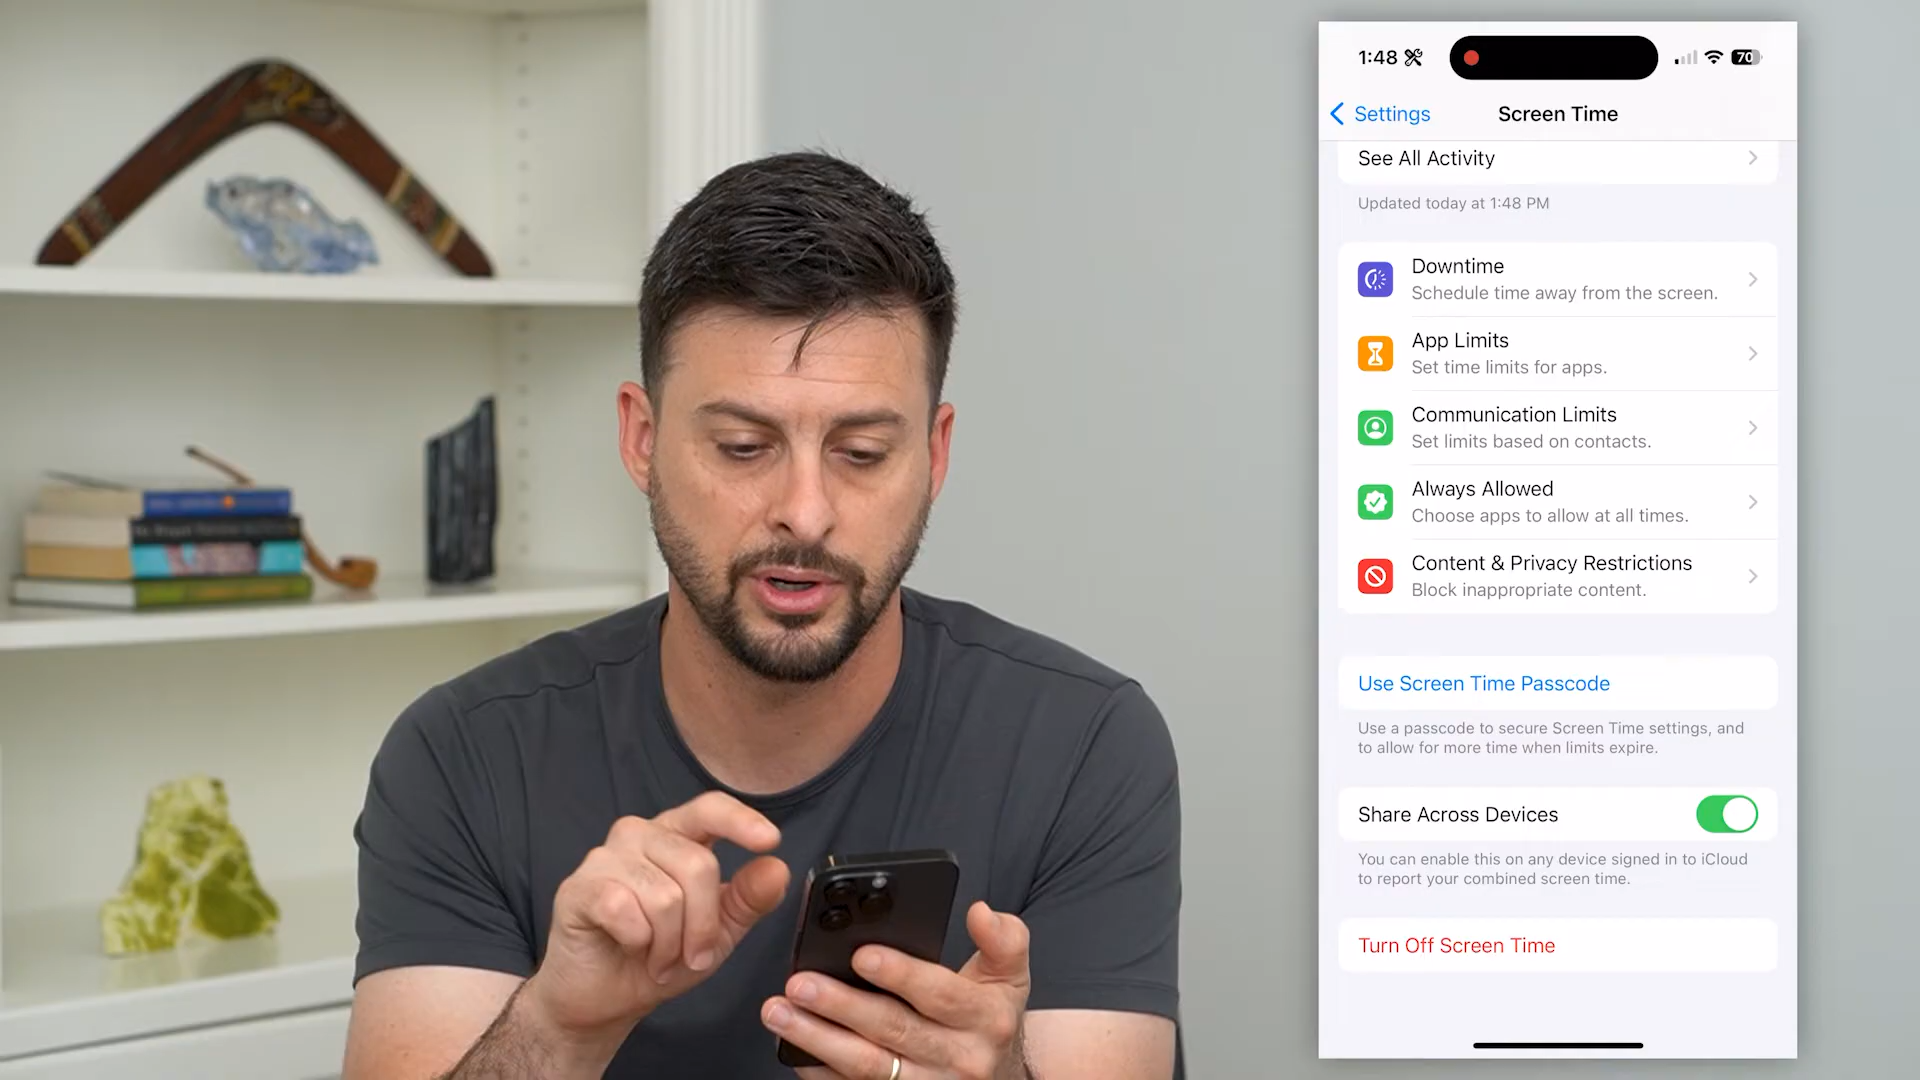 1:48
70
Settings
Screen Time
See All Activity
Updated today at 1:48 PM
Downtime
Schedule time away from the screen.
App Limits
Set time limits for apps.
Communication Limits
Set limits based on contacts.
Always Allowed
Choose apps to allow at all times.
Content & Privacy Restrictions
Block inappropriate content.
Use Screen Time Passcode
Use a passcode to secure Screen Time settings, and
to allow for more time when limits expire.
Share Across Devices
You can enable this on any device signed in to iCloud
to report your combined screen time.
Turn Off Screen Time